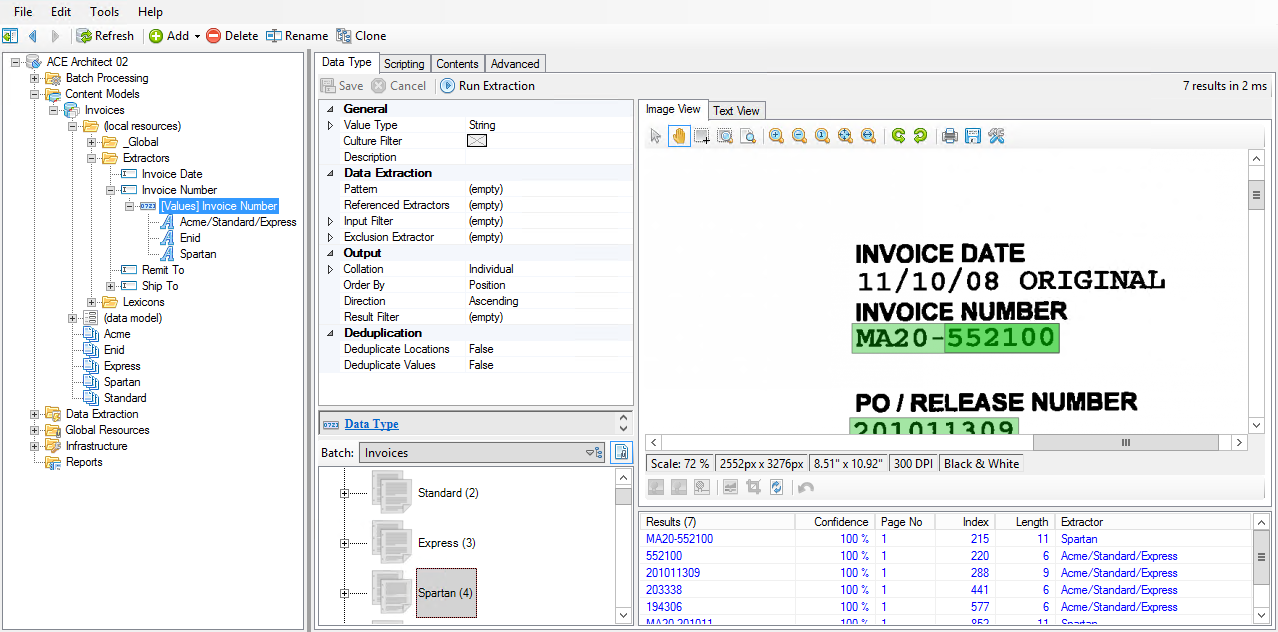 File Edit Tools Help
Refresh Add Delete Rename Clone
ACE Architect 02
Batch Processing
Content Models
Invoices
(local resources)
_Global
Extractors
Invoice Date
Invoice Number
[Values] Invoice Number
Acme/Standard/Express
Enid
Spartan
Remit To
Ship To
Lexicons
(data model)
Acme
Enid
Express
Spartan
Standard
Data Extraction
Global Resources
Infrastructure
Reports
Data Type Scripting Contents Advanced
Save Cancel Run Extraction 7 results in 2 ms
General
Value Type String
Culture Filter
Description
Data Extraction
Pattern (empty)
Referenced Extractors (empty)
Input Filter (empty)
Exclusion Extractor (empty)
Output
Collation Individual
Order By Position
Direction Ascending
Result Filter (empty)
Deduplication
Deduplicate Locations False
Deduplicate Values False
Data Type
Batch: Invoices
Standard (2)
Express (3)
Spartan (4)
Image View Text View
INVOICE DATE
11/10/08 ORIGINAL
INVOICE NUMBER
MA20-552100
PO / RELEASE NUMBER
201011309
Scale: 72 % 2552px x 3276px 8.51" x 10.92" 300 DPI Black & White
Results (7) Confidence Page No Index Length Extractor
MA20-552100 100 % 1 215 11 Spartan
552100 100 % 1 220 6 Acme/Standard/Express
201011309 100 % 1 288 9 Acme/Standard/Express
203338 100 % 1 441 6 Acme/Standard/Express
194306 100 % 1 577 6 Acme/Standard/Express
MA20-201011 100 % 1 852 11 Spartan